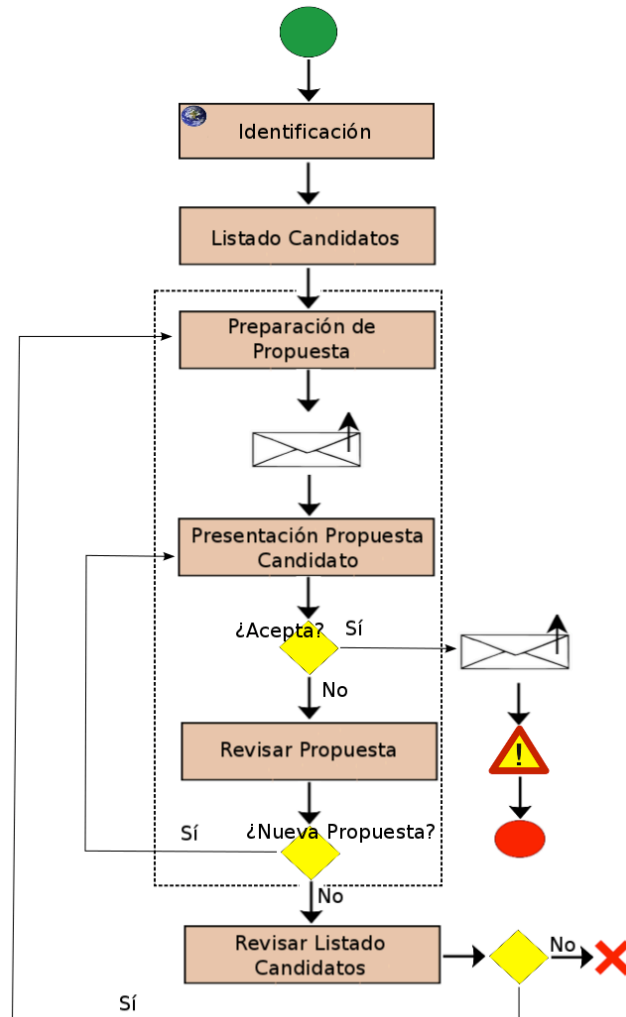 Identificación
Listado Candidatos
Preparación de
Propuesta
Presentación Propuesta
Candidato
¿Acepta?
Sí
No
Revisar Propuesta
!
¿Nueva Propuesta?
Sí
No
Revisar Listado
Candidatos
No
Sí